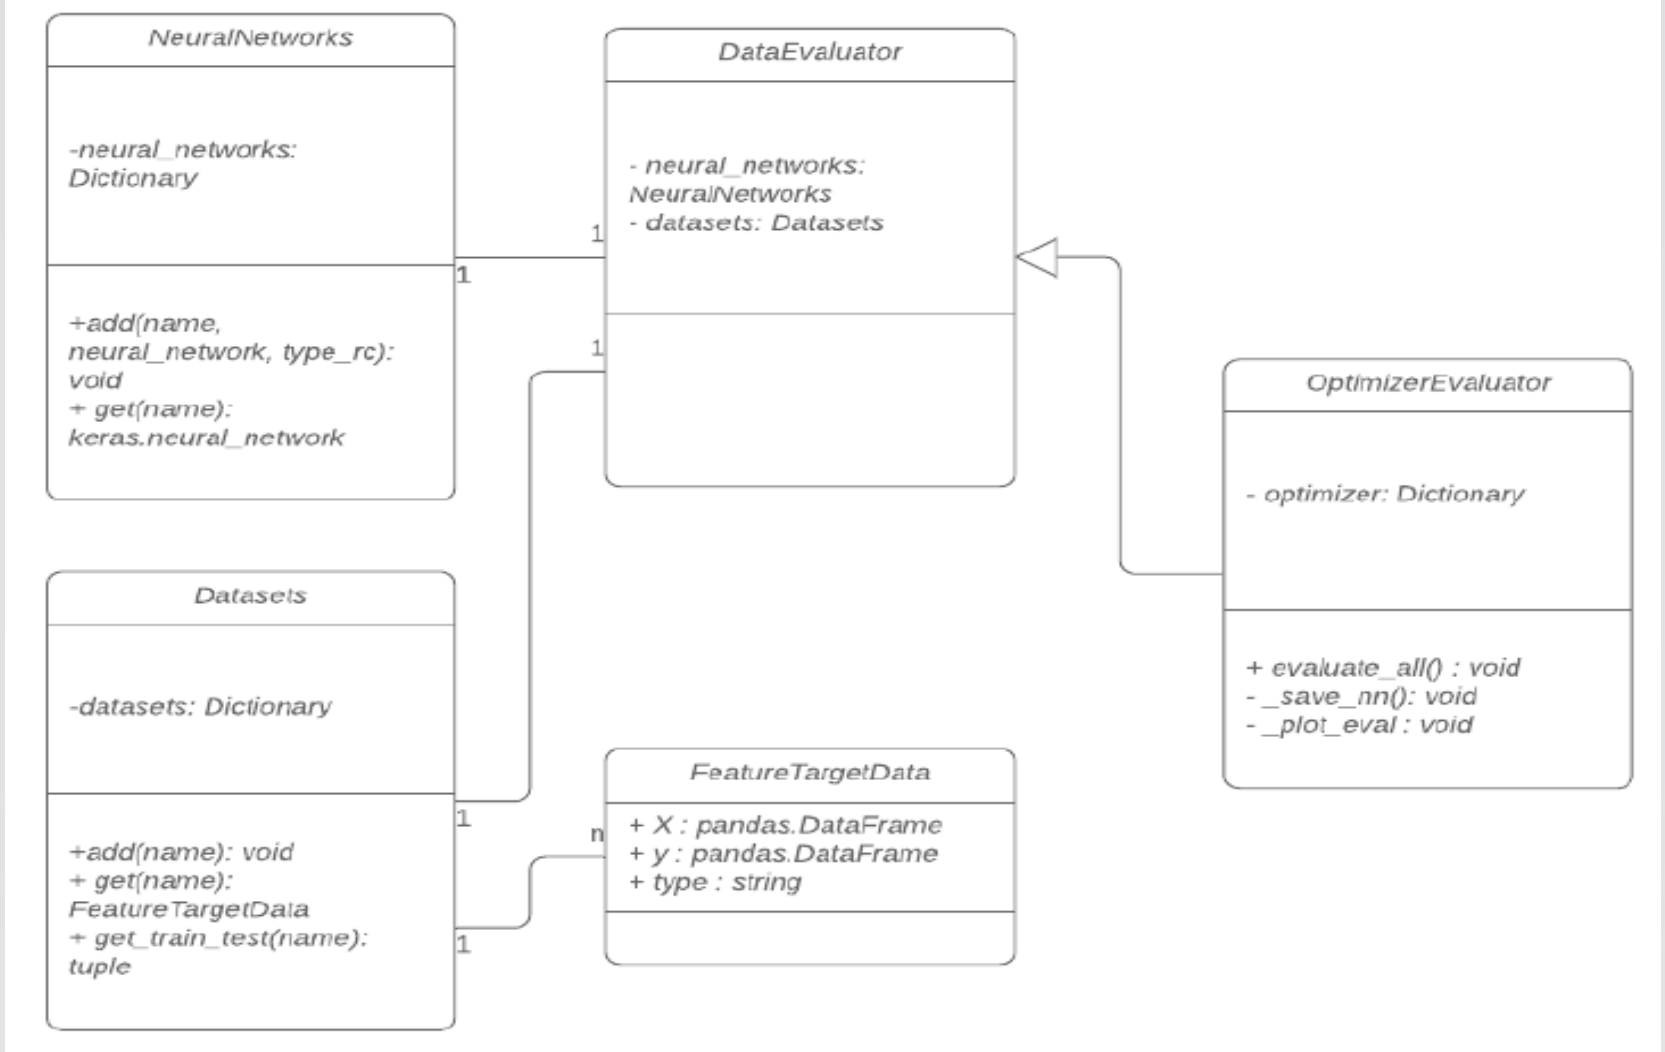 NeuralNetworks
-neural_networks:
Dictionary
+add(name,
neural_network, type_rc):
void
+ get(name):
keras.neural_network
1
1
DataEvaluator
- neural_networks:
NeuralNetworks
- datasets: Datasets
1
OptimizerEvaluator
- optimizer: Dictionary
+ evaluate_all() : void
- _save_nn(): void
- _plot_eval : void
Datasets
-datasets: Dictionary
+add(name): void
+ get(name):
FeatureTargetData
+ get_train_test(name):
tuple
1
1
n
FeatureTargetData
+ X : pandas.DataFrame
+ y : pandas.DataFrame
+ type : string